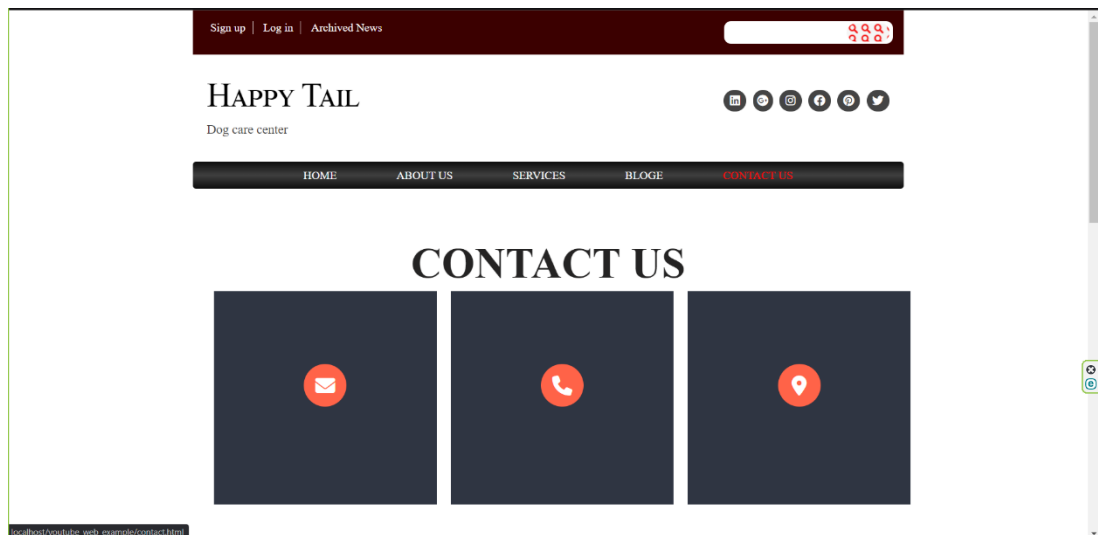 Sign up | Log in | Archived News
HAPPY TAIL
Dog care center
HOME ABOUT US SERVICES BLOGE CONTACT US
CONTACT US
localhost/youtube_web_example/contact.html